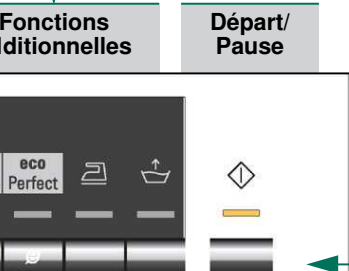 Fonctions
dditionnelles
Départ/
Pause
eco
Perfect